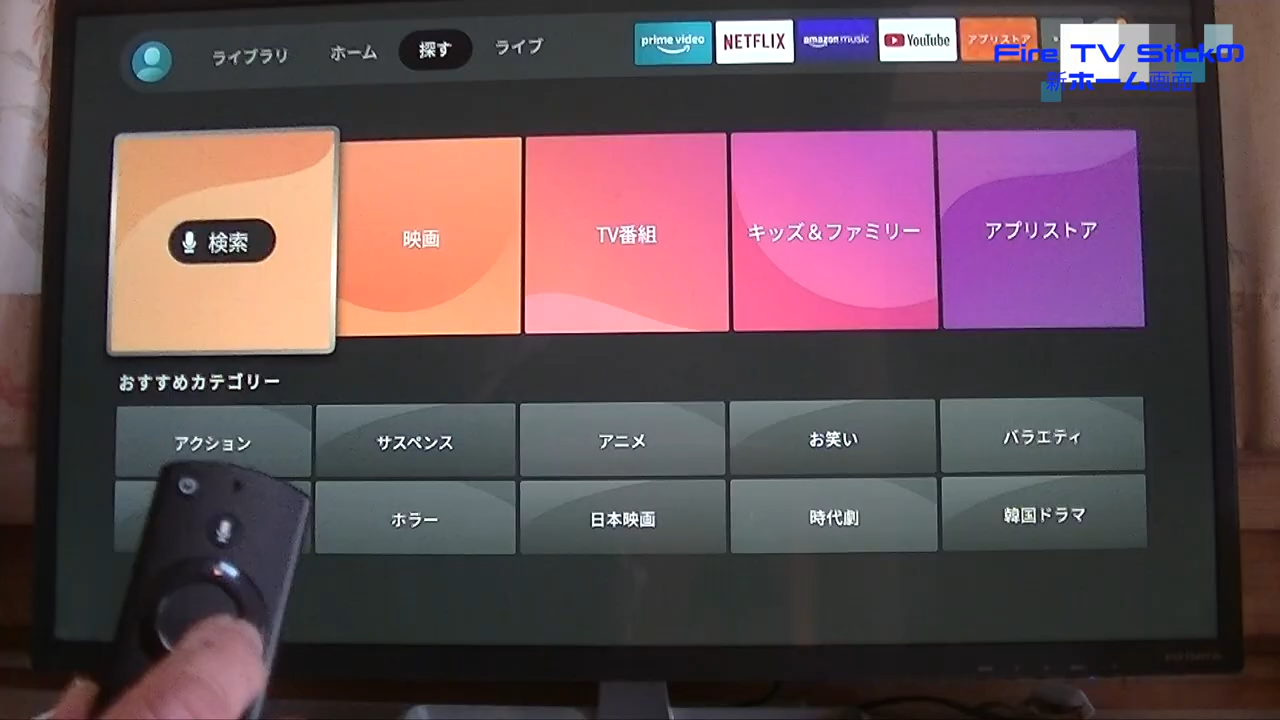 ライブラリ ホーム 探す ライブ prime video NETFLIX amazon music YouTube アプリストア
Fire TV Stickの
新ホーム画面
検索 映画 TV番組 キッズ&ファミリー アプリストア
おすすめカテゴリー
アクション サスペンス アニメ お笑い バラエティ
ホラー 日本映画 時代劇 韓国ドラマ